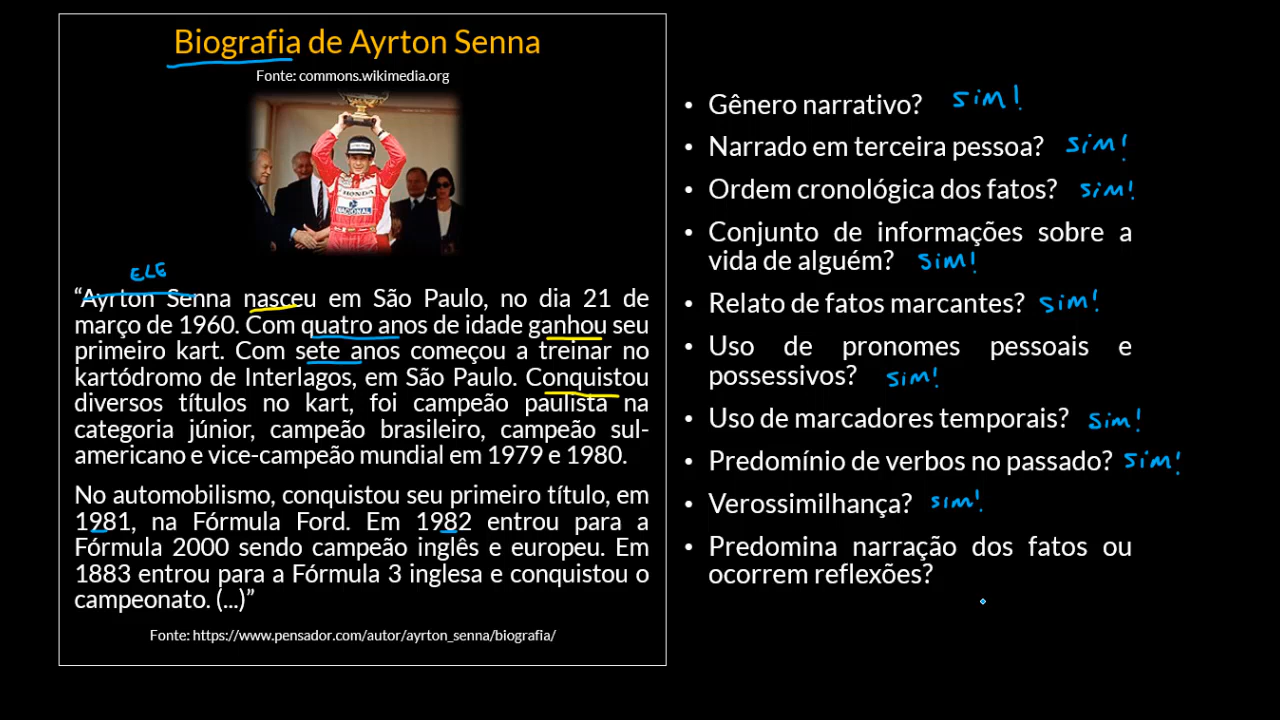 Biografia de Ayrton Senna
Fonte: commons.wikimedia.org
HONDA
NACIONAL
ELE
“Ayrton Senna nasceu em São Paulo, no dia 21 de
março de 1960. Com quatro anos de idade ganhou seu
primeiro kart. Com sete anos começou a treinar no
kartódromo de Interlagos, em São Paulo. Conquistou
diversos títulos no kart, foi campeão paulista na
categoria júnior, campeão brasileiro, campeão sul-
americano e vice-campeão mundial em 1979 e 1980.
No automobilismo, conquistou seu primeiro título, em
1981, na Fórmula Ford. Em 1982 entrou para a
Fórmula 2000 sendo campeão inglês e europeu. Em
1883 entrou para a Fórmula 3 inglesa e conquistou o
campeonato. (...)”
Fonte: https://www.pensador.com/autor/ayrton_senna/biografia/
• Gênero narrativo? SIM!
• Narrado em terceira pessoa? SIM!
• Ordem cronológica dos fatos? SIM!
• Conjunto de informações sobre a
vida de alguém? SIM!
• Relato de fatos marcantes? SIM!
• Uso de pronomes pessoais e
possessivos? SIM!
• Uso de marcadores temporais? SIM!
• Predomínio de verbos no passado? SIM!
• Verossimilhança? SIM!
• Predomina narração dos fatos ou
ocorrem reflexões?